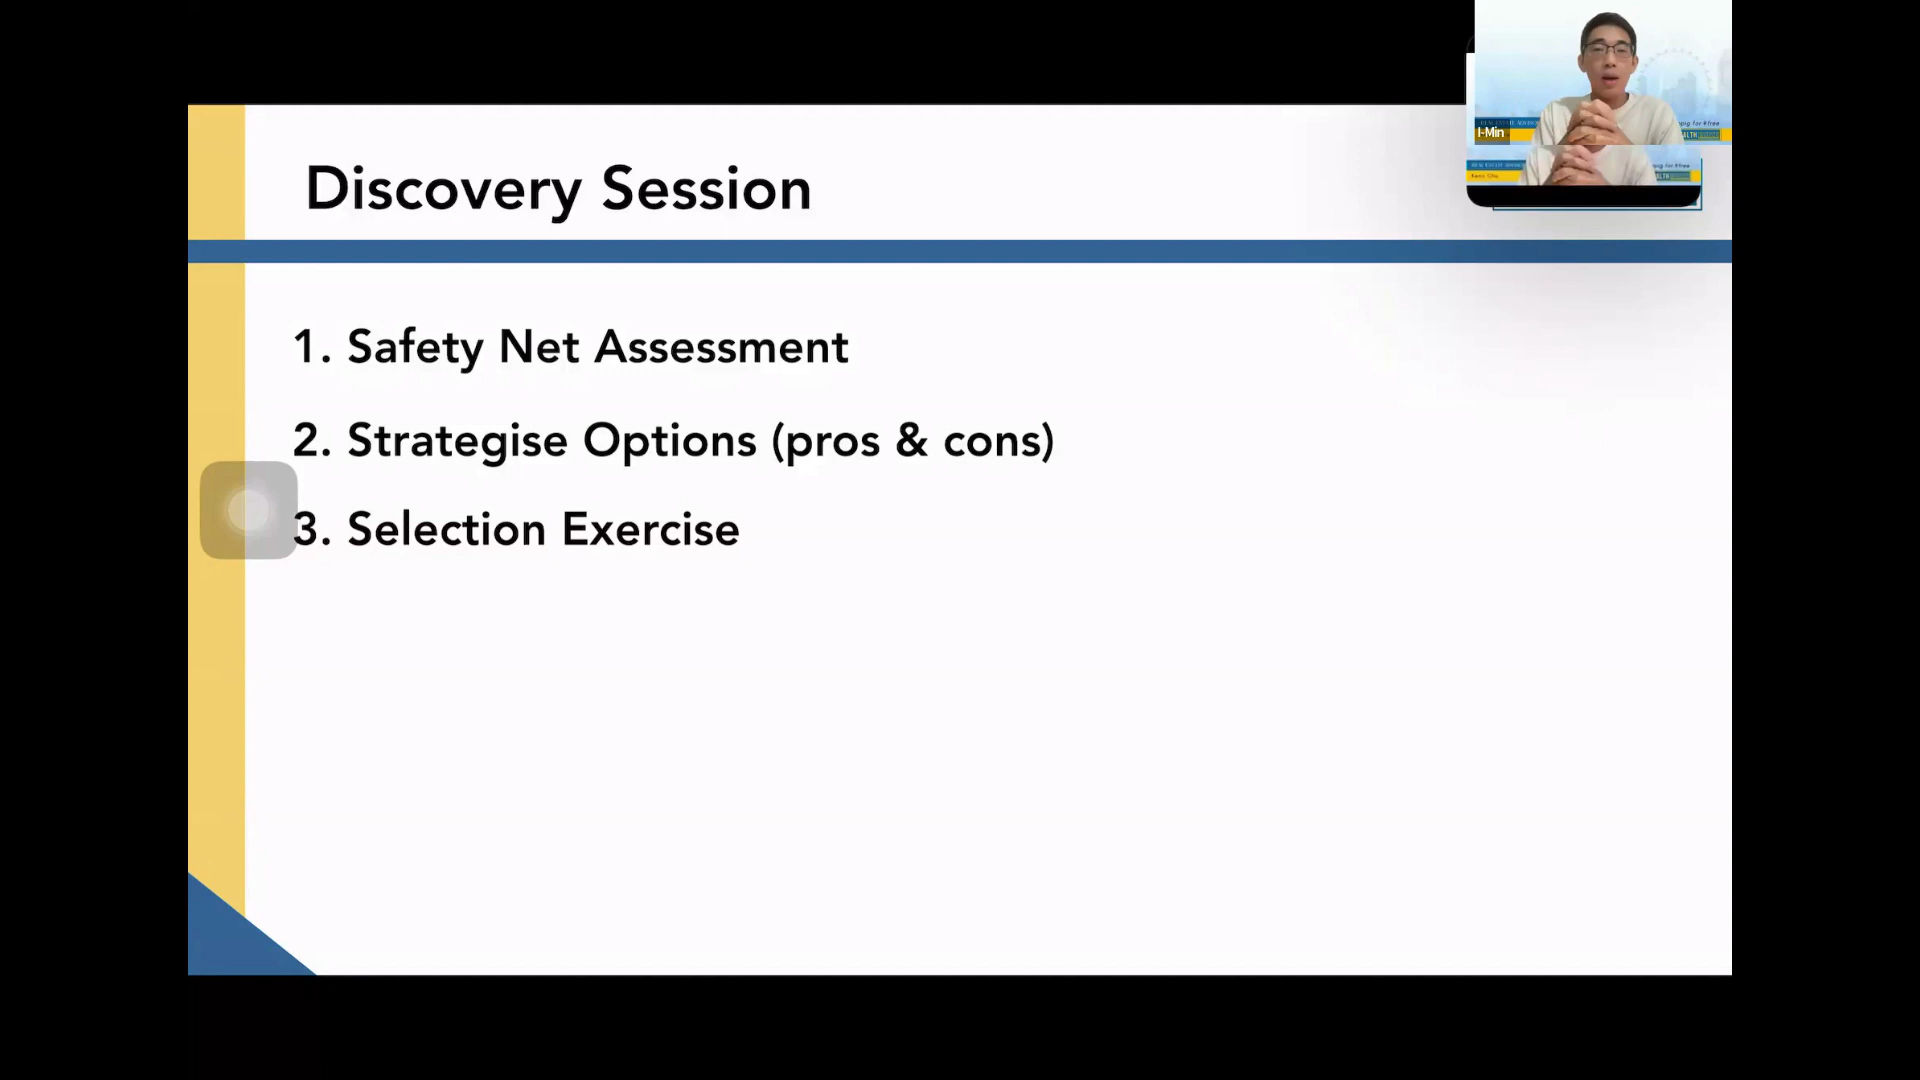 Discovery Session
I-Min
1. Safety Net Assessment
2. Strategise Options (pros & cons)
3. Selection Exercise